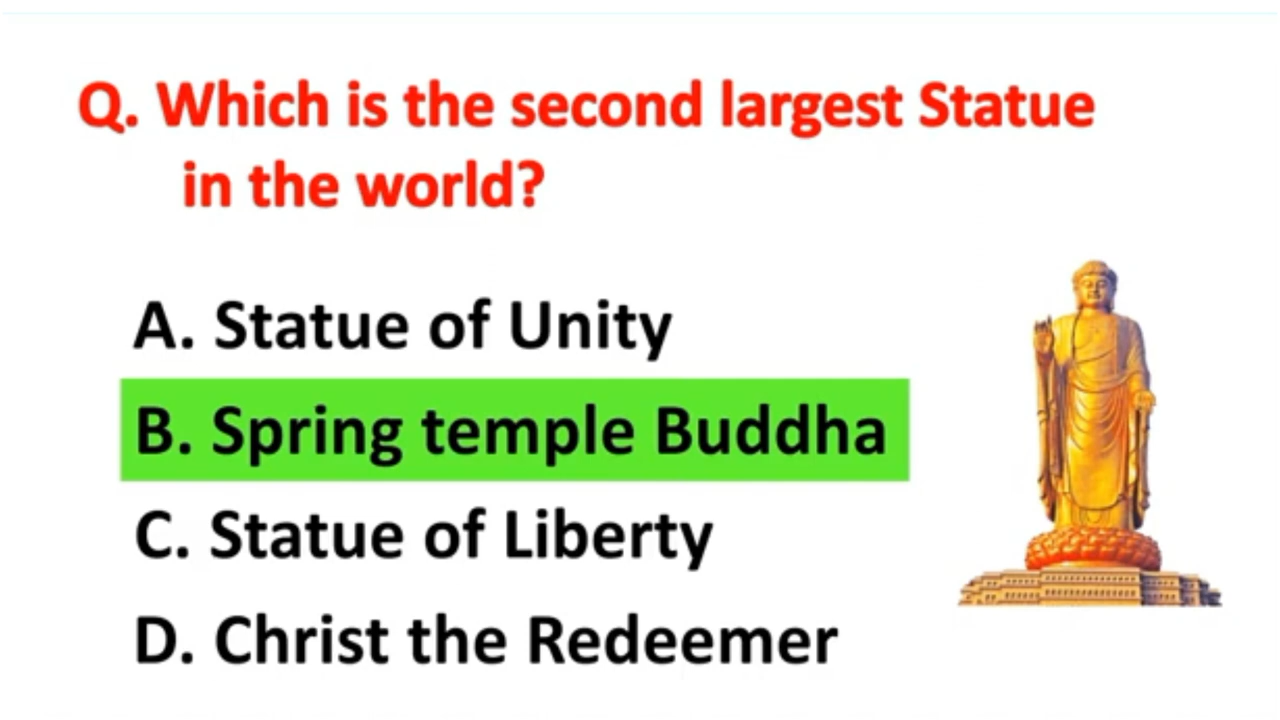 Q. Which is the second largest Statue
in the world?
A. Statue of Unity
B. Spring temple Buddha
C. Statue of Liberty
D. Christ the Redeemer